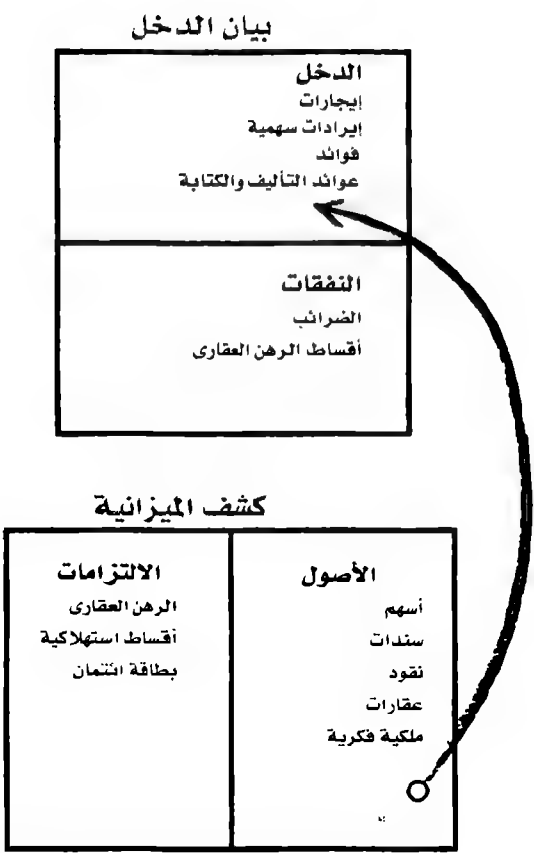 بيان الدخل
الدخل
إيجارات
إيرادات سهمية
فوائد
عوائد التأليف والكتابة
النفقات
الضرائب
أقساط الرهن العقارى
كشف الميزانية
الأصول
أسهم
سندات
نقود
عقارات
ملكية فكرية
الالتزامات
الرهن العقارى
أقساط استهلاكية
بطاقة ائتمان